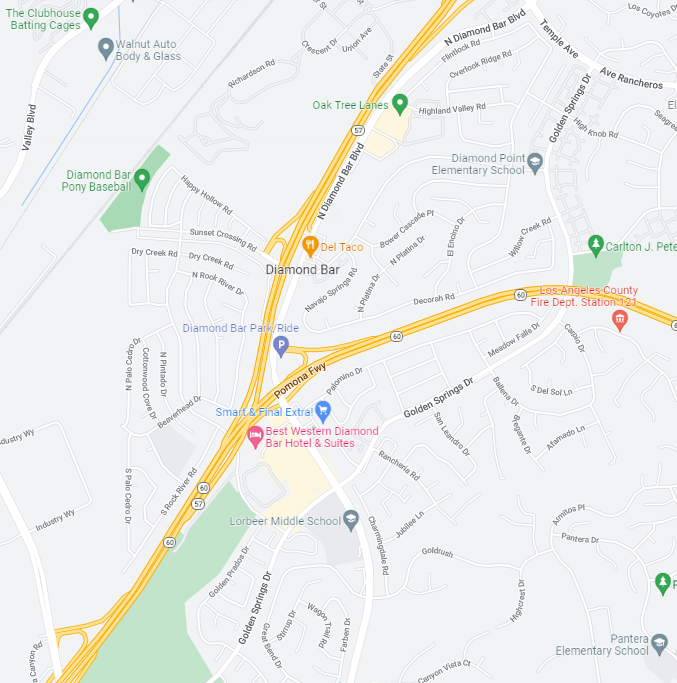 The Clubhouse
Batting Cages
Walnut Auto
Body & Glass
Crescent Dr
Union Ave
State St
Richardson Rd
Valley Blvd
N Diamond Bar Blvd
Flintlock Rd
Overlook Ridge Rd
Temple Ave
Los Coyotes Dr
Ave Rancheros
Golden Springs Dr
Oak Tree Lanes
Highland Valley Rd
57
High Knob Rd
N Diamond Bar Blvd
Diamond Point
Elementary School
Diamond Bar
Pony Baseball
Happy Hollow Rd
Sunset Crossing Rd
Bower Cascade Pl
El Encino Dr
Willow Creek Rd
Carlton J. Pete
Del Taco
Diamond Bar
Dry Creek Rd
Dry Creek Rd
N Rock River Dr
N Platina Dr
N Platina Dr
Navajo Springs Rd
Decorah Rd
60
Los Angeles County
Fire Dept. Station 121
Diamond Bar Park/Ride
60
Meadow Falls Dr
Carpio Dr
N Palo Cedro Dr
Cottonwood Cove Dr
N Pintado Dr
Pomona Fwy
Palomino Dr
Golden Springs Dr
Ballena Dr
S Del Sol Ln
Beaverhead Dr
Smart & Final Extra!
San Leandro Dr
Bregante Dr
Alamado Ln
Best Western Diamond
Bar Hotel & Suites
Rancheria Rd
S Palo Cedro Dr
S Rock River Rd
60
57
Industry Wy
Lorbeer Middle School
Charmingdale Rd
Jubilee Ln
Armitos Pl
Pantera Dr
60
Goldrush
Golden Prados Dr
Golden Springs Dr
Highcrest Dr
Wagon Train Rd
Stirrup Dr
Great Bend Dr
Farben Dr
Pantera
Elementary School
Canyon Vista Ct